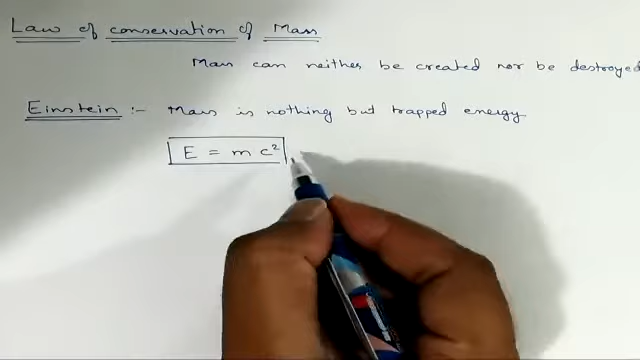 Law of conservation of Mass
Mass can neither be created nor be destroyed
Einstein :- Mass is nothing but trapped energy
E = mc²